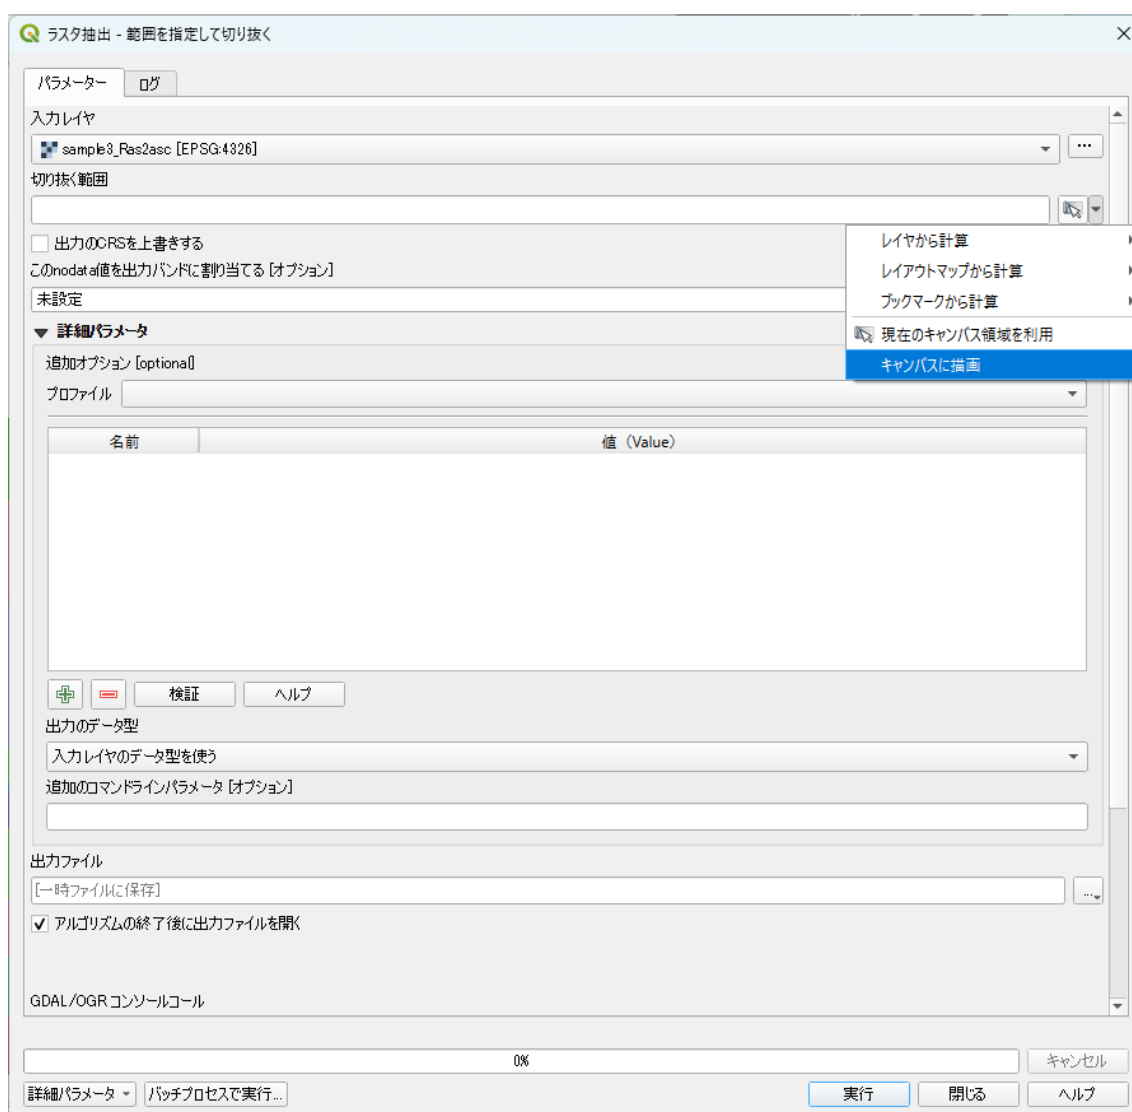 ラスタ抽出 - 範囲を指定して切り抜く
パラメーター
ログ
入力レイヤ
sample3_Ras2asc [EPSG:4326]
…
切り抜く範囲
出力のCRSを上書きする
このnodata値を出力バンドに割り当てる [オプション]
未設定
レイヤから計算
レイアウトマップから計算
ブックマークから計算
現在のキャンバス領域を利用
キャンバスに描画
詳細パラメータ
追加オプション [optional]
プロファイル
名前 値（Value）
検証 ヘルプ
出力のデータ型
入力レイヤのデータ型を使う
追加のコマンドラインパラメータ [オプション]
出力ファイル
[一時ファイルに保存]
…
アルゴリズムの終了後に出力ファイルを開く
GDAL/OGR コンソールコール
0% キャンセル
詳細パラメータ バッチプロセスで実行... 実行 閉じる ヘルプ